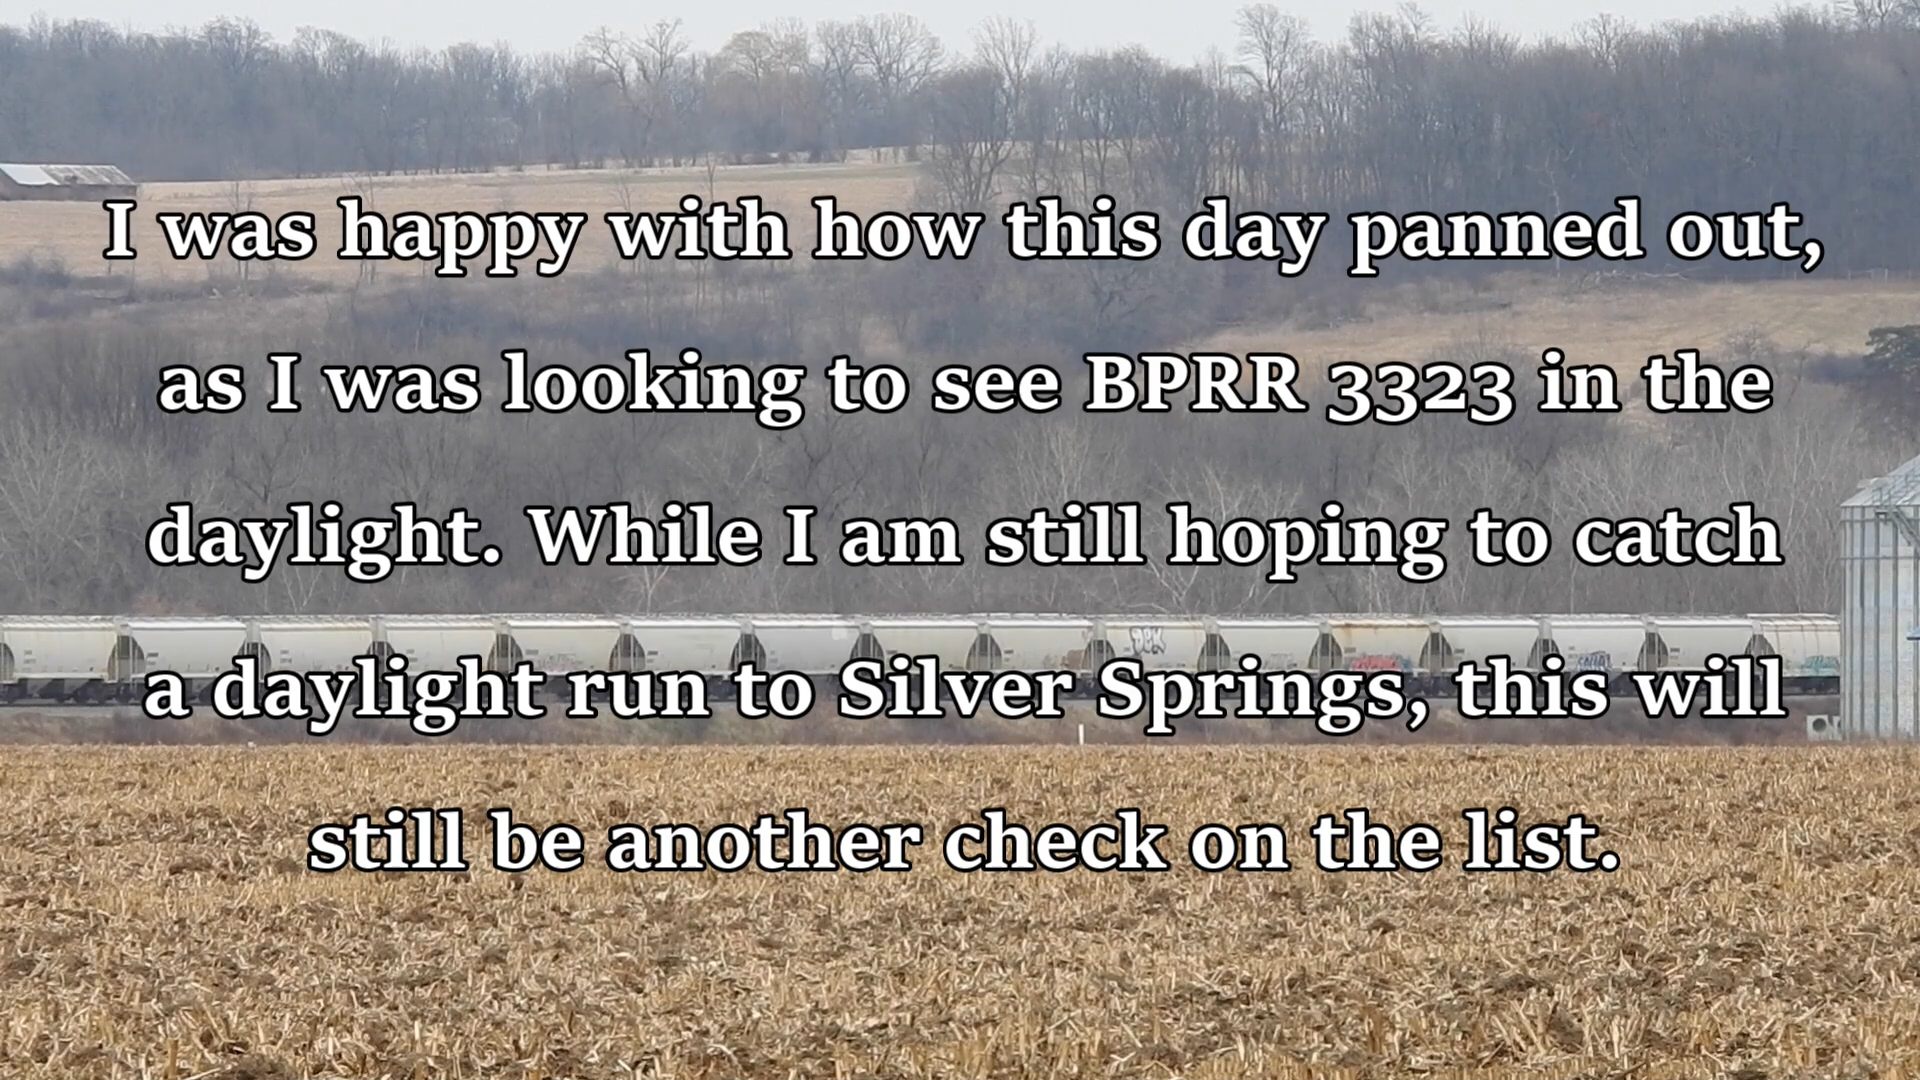 I was happy with how this day panned out,
as I was looking to see BPRR 3323 in the
daylight. While I am still hoping to catch
a daylight run to Silver Springs, this will
still be another check on the list.